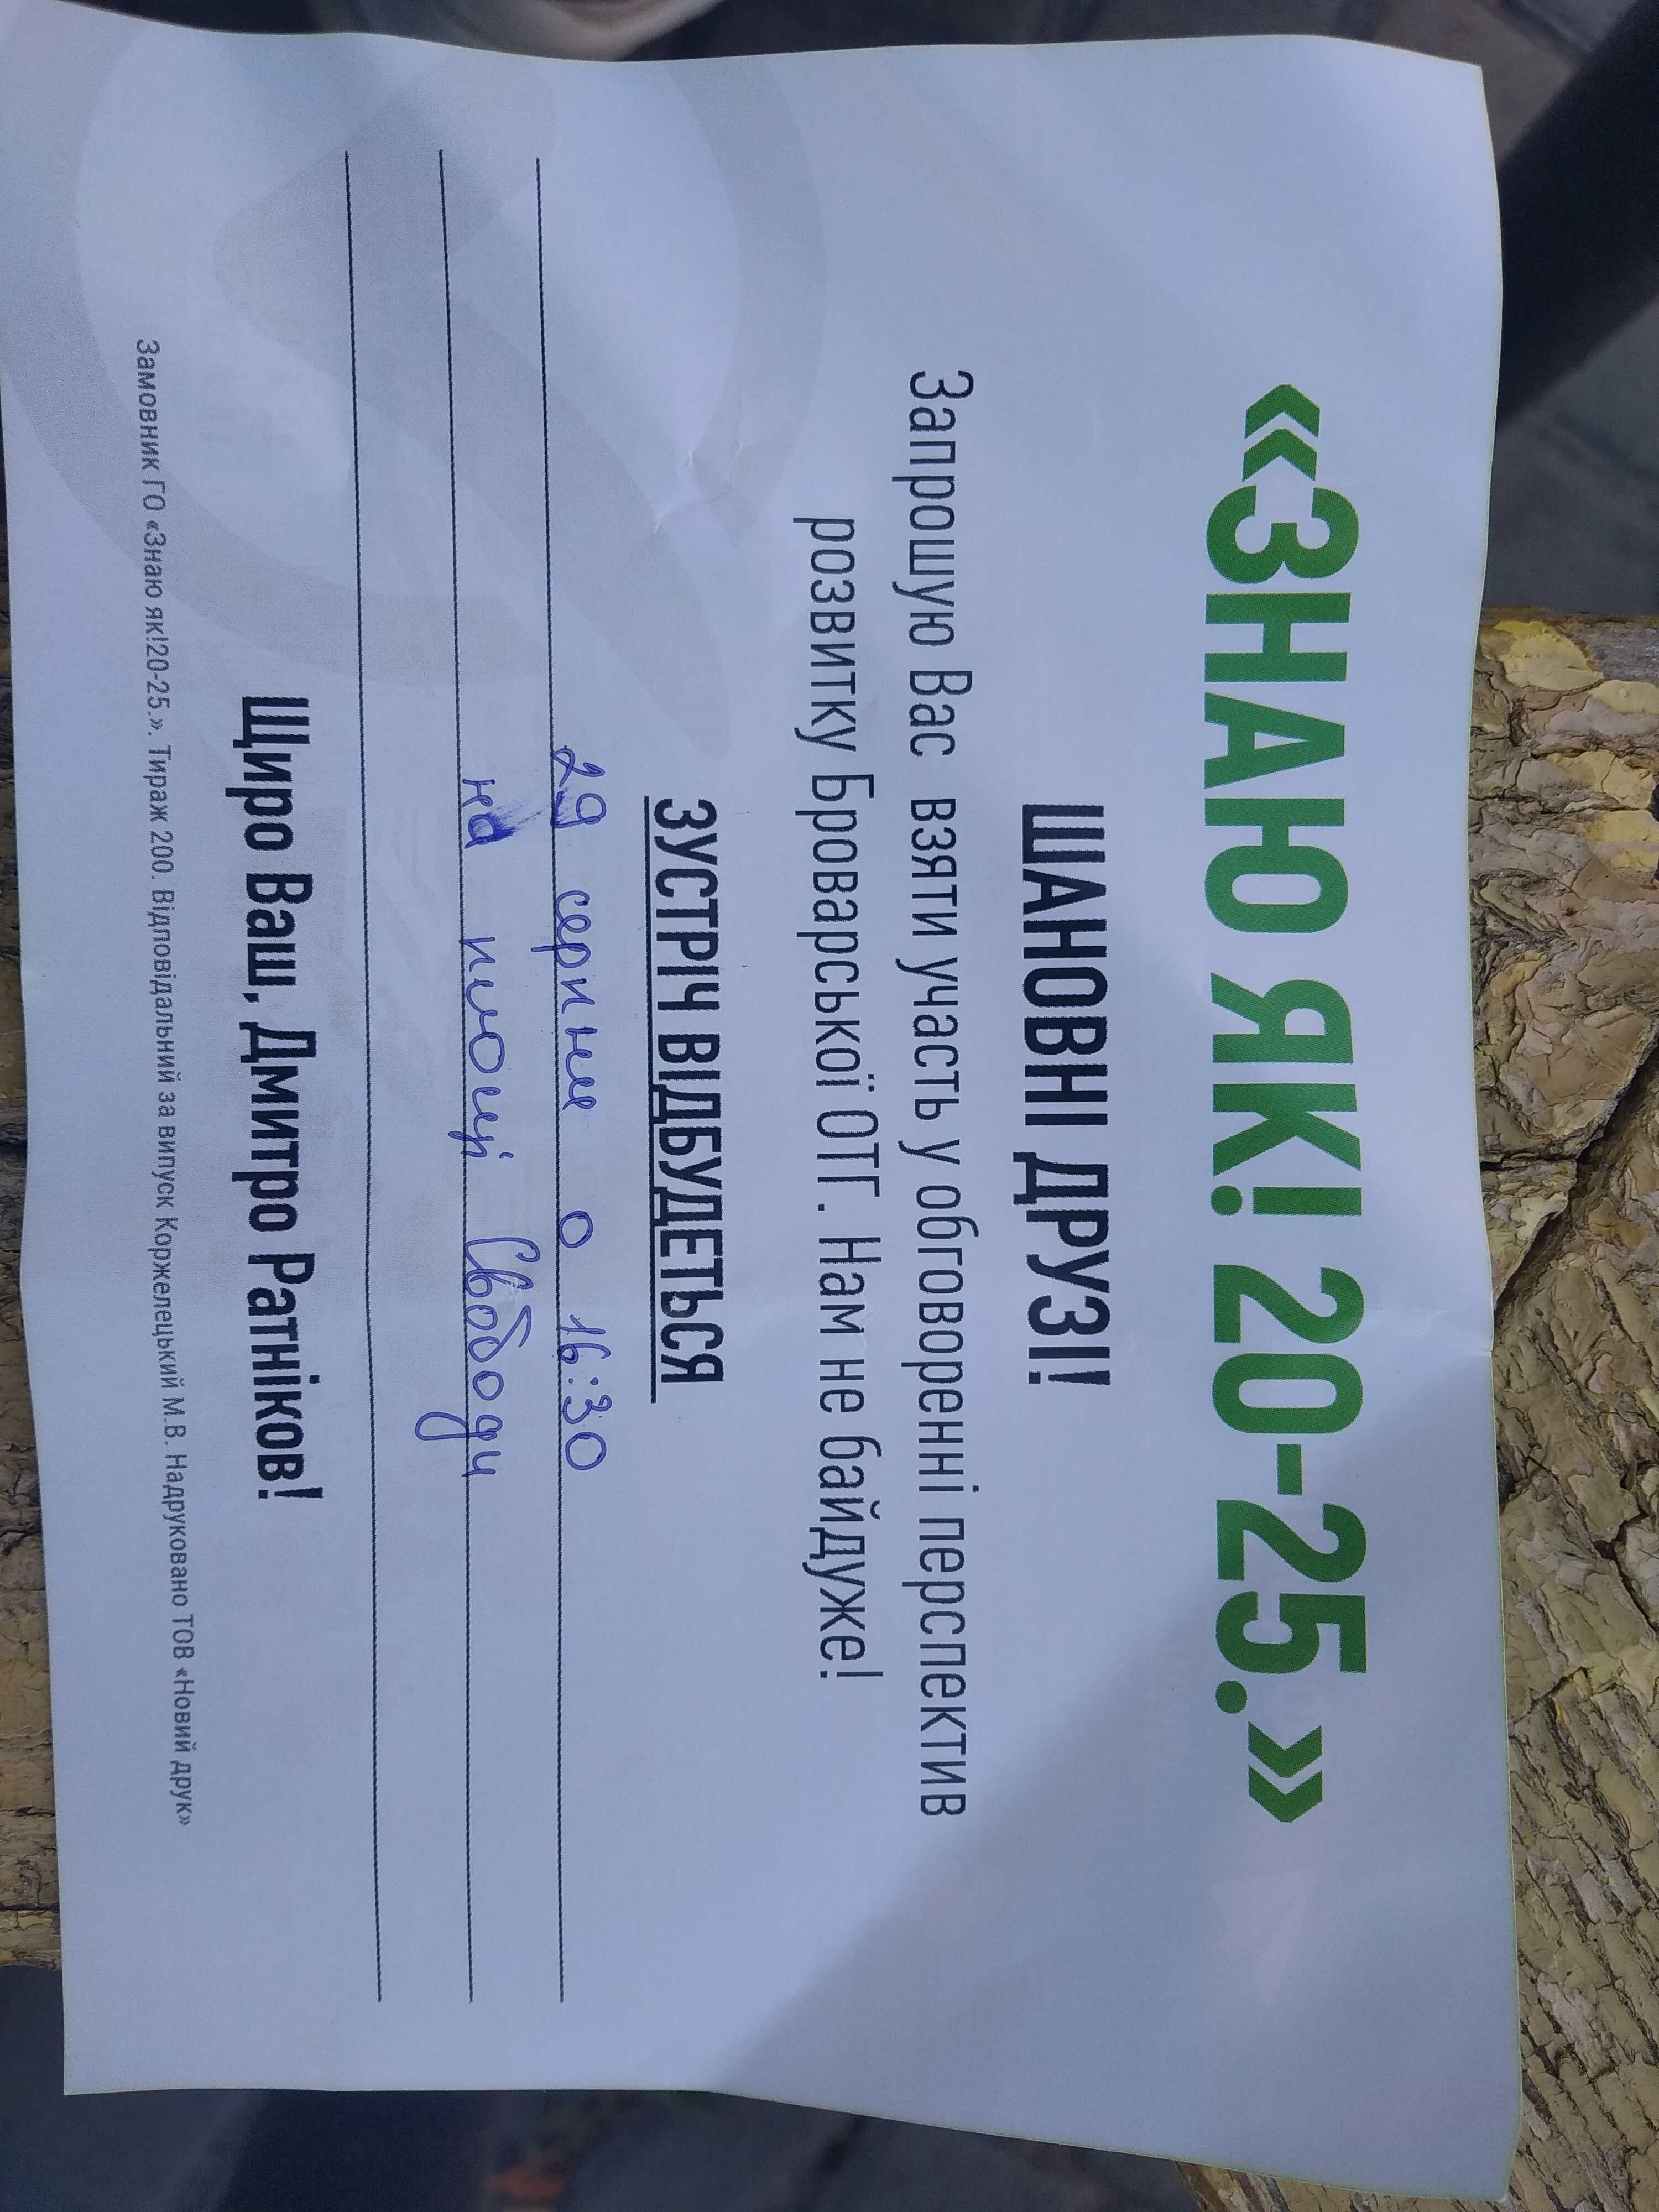 «ЗНАЮ ЯК! 20-25.»
ШАНОВНІ ДРУЗІ!
Запрошую Вас взяти участь у обговоренні перспектив
розвитку Броварської ОТГ. Нам не байдуже!
ЗУСТРІЧ ВІДБУДЕТЬСЯ
29 серпня о 16:30
на площі Свободи
Щиро Ваш, Дмитро Ратніков!
Замовник ГО «Знаю як!20-25.». Тираж 200. Відповідальний за випуск Коржелецький М.В. Надруковано ТОВ «Новий друк»